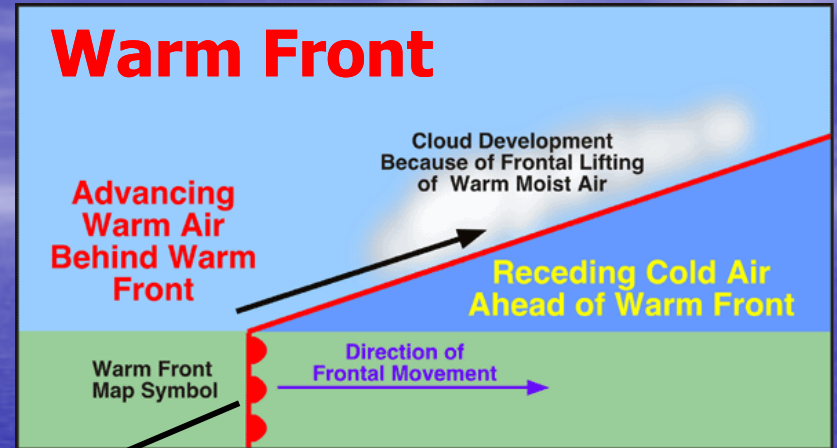 Warm Front
Cloud Development
Because of Frontal Lifting
of Warm Moist Air
Advancing
Warm Air
Behind Warm
Front
Receding Cold Air
Ahead of Warm Front
Warm Front
Map Symbol
Direction of
Frontal Movement